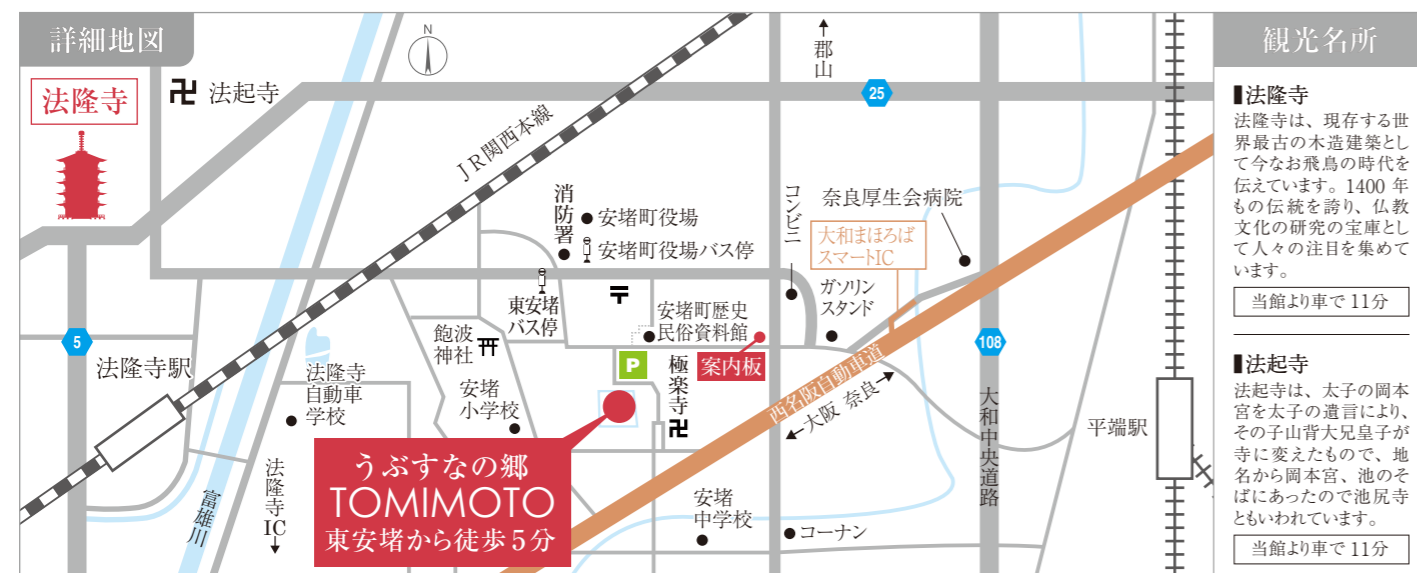 詳細地図
N
法隆寺
法起寺
↑
郡山
25
JR関西本線
消防署
安堵町役場
安堵町役場バス停
コンビニ
奈良厚生会病院
大和まほろば
スマートIC
ガソリン
スタンド
東安堵
バス停
〒
安堵町歴史
民俗資料館
案内板
飽波
神社
安堵
小学校
P
極楽寺
5
法隆寺駅
法隆寺
自動車
学校
法隆寺IC
↓
富雄川
うぶすなの郷
TOMIMOTO
東安堵から徒歩5分
西名阪自動車道
←大阪 奈良→
108
大和中央道路
平端駅
安堵
中学校
コーナン
観光名所
▮法隆寺
法隆寺は、現存する世
界最古の木造建築とし
て今なお飛鳥の時代を
伝えています。1400 年
もの伝統を誇り、仏教
文化の研究の宝庫とし
て人々の注目を集めて
います。
当館より車で 11分
▮法起寺
法起寺は、太子の岡本
宮を太子の遺言により、
その子山背大兄皇子が
寺に変えたもので、地
名から岡本宮、池のそ
ばにあったので池尻寺
ともいわれています。
当館より車で 11分